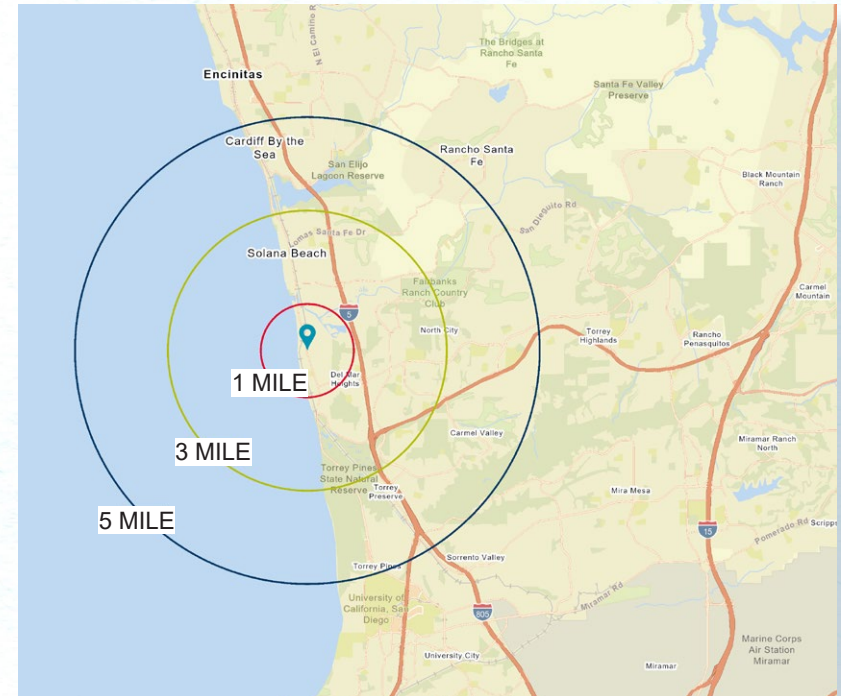 N El Camino R
The Bridges at
Rancho Santa
Fe
Encinitas
Santa Fe Valley
Preserve
Cardiff By the
Sea
Rancho Santa
Fe
San Elijo
Lagoon Reserve
Black Mountain
Ranch
San Dieguito Rd
Lomas Santa Fe Dr
Solana Beach
Fairbanks
Ranch Country
Club
Carmel
Mountain
5
North City
Torrey
Highlands
Rancho
Penasquitos
Del Mar
Heights
1 MILE
Carmel Valley
3 MILE
Miramar Ranch
North
Torrey Pines
State Natural
Reserve
Torrey
Preserve
Mira Mesa
5 MILE
15
Pomerado Rd
Scripps
Sorrento Valley
Torrey Pines
University of
California, San
Diego
Miramar Rd
805
Marine Corps
Air Station
Miramar
University City
Miramar